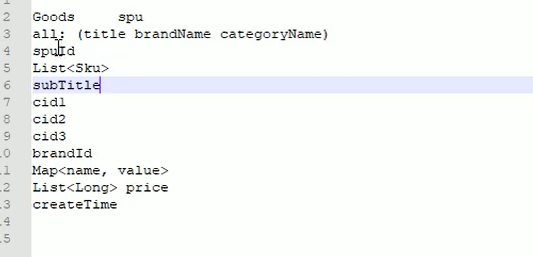 1
2 Goods spu
3 all: (title brandName categoryName)
4 spuId
5 List<Sku>
6 subTitle
7 cid1
8 cid2
9 cid3
10 brandId
11 Map<name, value>
12 List<Long> price
13 createTime
14
15